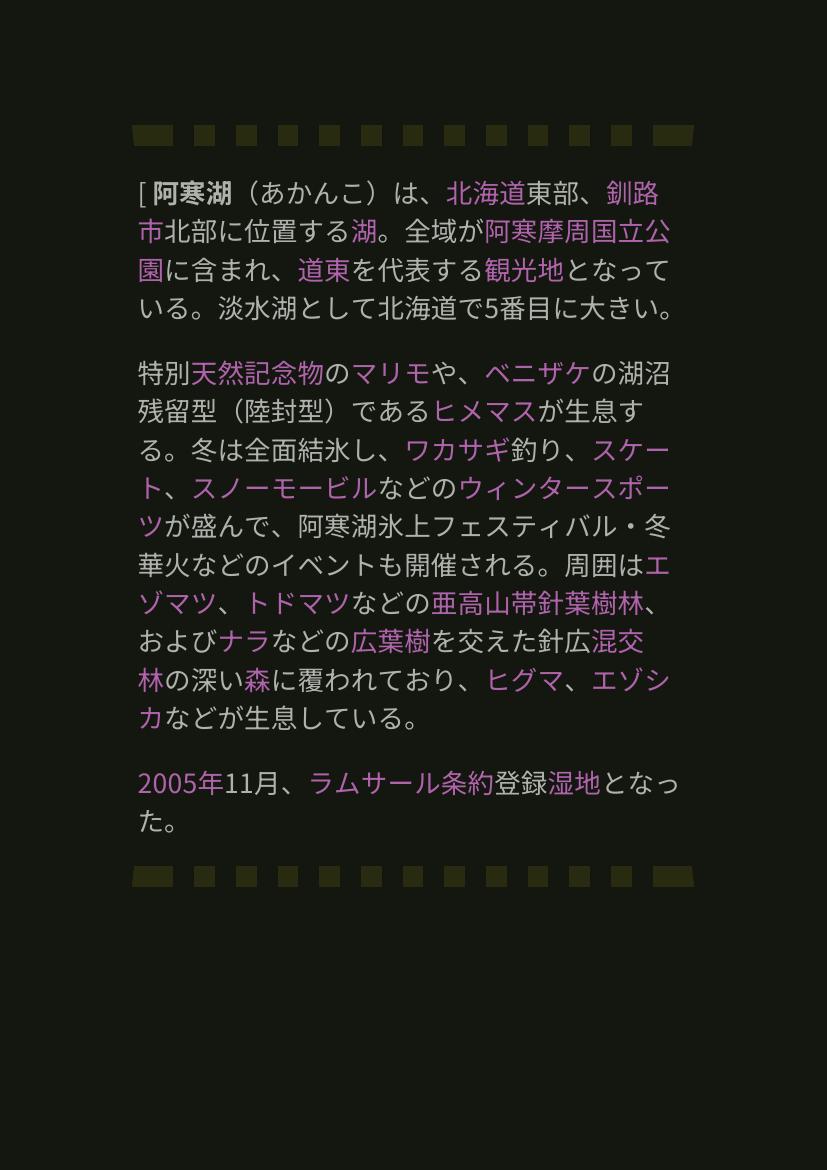 [ 阿寒湖（あかんこ）は、北海道東部、釧路
市北部に位置する湖。全域が阿寒摩周国立公
園に含まれ、道東を代表する観光地となって
いる。淡水湖として北海道で5番目に大きい。
特別天然記念物のマリモや、ベニザケの湖沼
残留型（陸封型）であるヒメマスが生息す
る。冬は全面結氷し、ワカサギ釣り、スケー
ト、スノーモービルなどのウィンタースポー
ツが盛んで、阿寒湖氷上フェスティバル・冬
華火などのイベントも開催される。周囲はエ
ゾマツ、トドマツなどの亜高山帯針葉樹林、
およびナラなどの広葉樹を交えた針広混交
林の深い森に覆われており、ヒグマ、エゾシ
カなどが生息している。
2005年11月、ラムサール条約登録湿地となっ
た。